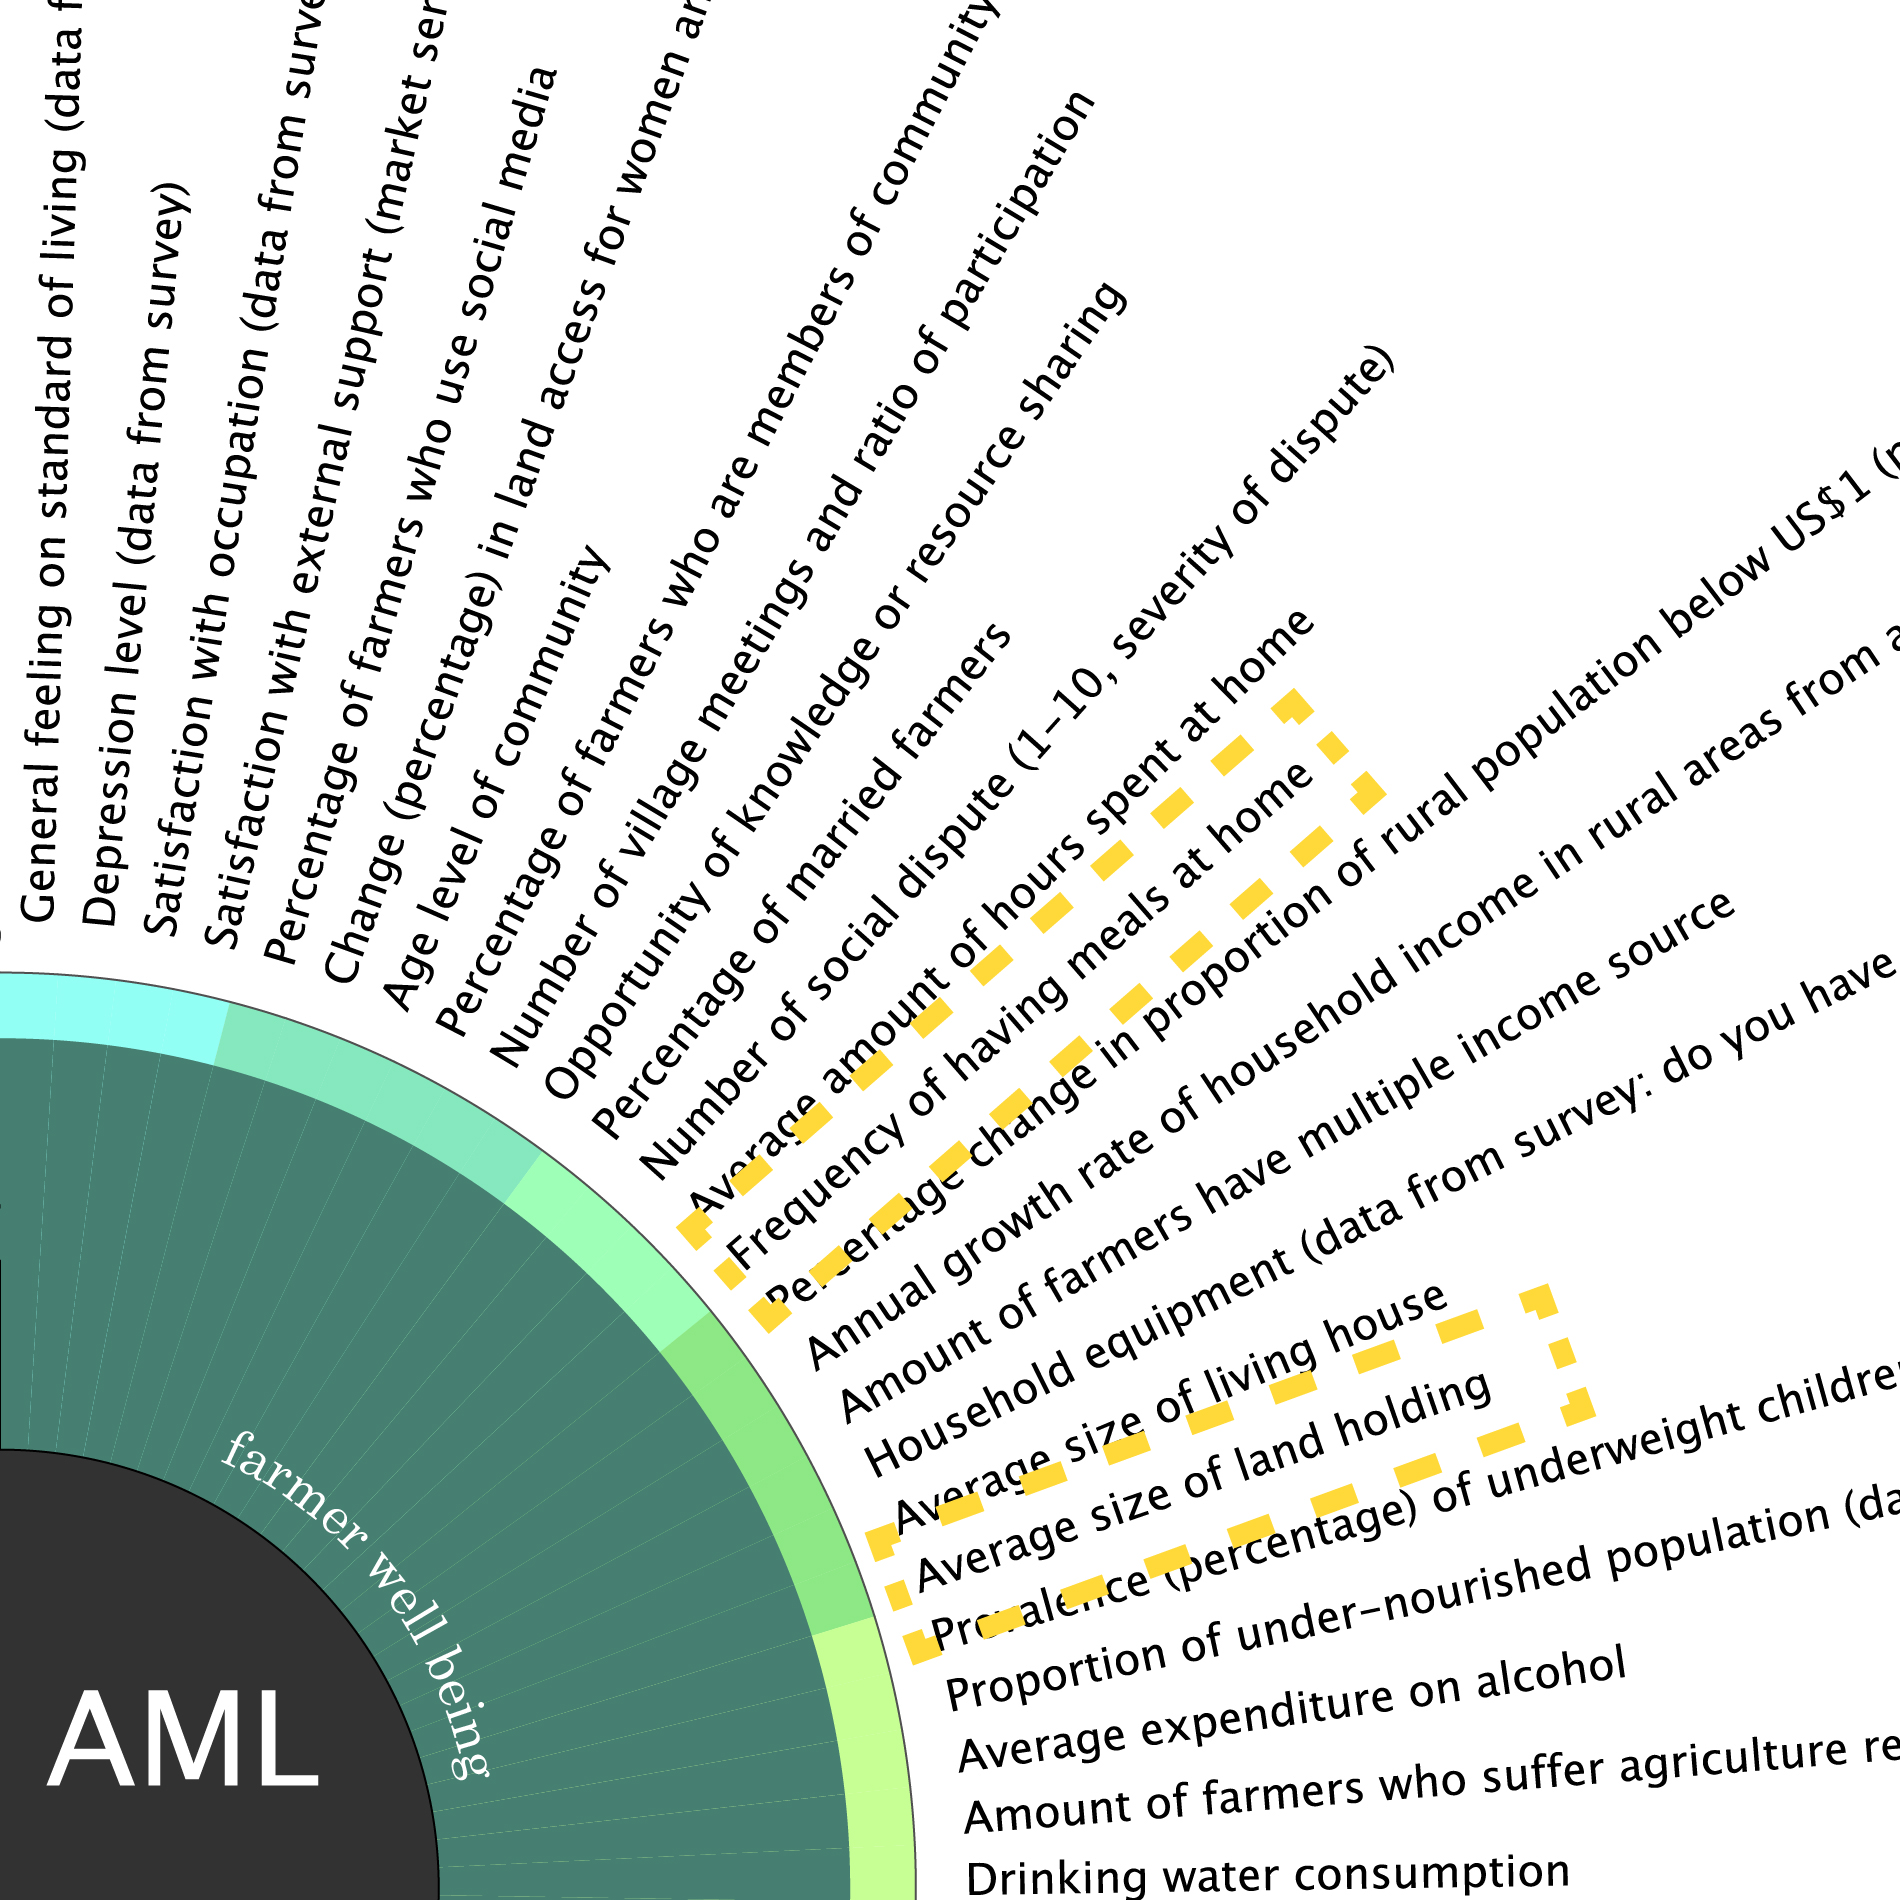 General feeling on standard of living (data
Depression level (data from survey)
Satisfaction with occupation (data from
Satisfaction with external support (market
Percentage of farmers who use social media
Change (percentage) in land access for women
Age level of community
Percentage of farmers who are members of community
Number of village meetings and ratio of participation
Opportunity of knowledge or resource sharing
Percentage of married farmers
Number of social dispute (1-10, severity of dispute)
Average amount of hours spent at home
Frequency of having meals at home
Percentage change in proportion of rural population below US$1
Annual growth rate of household income in rural areas from
Amount of farmers have multiple income source
Household equipment (data from survey: do you have
Average size of living house
Average size of land holding
Prevalence (percentage) of underweight
Proportion of under-nourished population
Average expenditure on alcohol
Amount of farmers who suffer agriculture
Drinking water consumption
farmer well being
AML